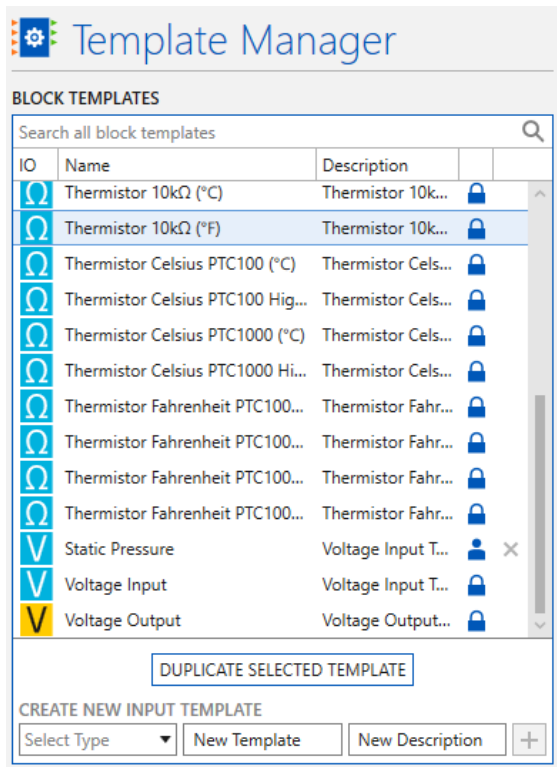 Template Manager
BLOCK TEMPLATES
Search all block templates
IO Name Description
Ω Thermistor 10kΩ (°C) Thermistor 10k...
Ω Thermistor 10kΩ (°F) Thermistor 10k...
Ω Thermistor Celsius PTC100 (°C) Thermistor Cels...
Ω Thermistor Celsius PTC100 Hig... Thermistor Cels...
Ω Thermistor Celsius PTC1000 (°C) Thermistor Cels...
Ω Thermistor Celsius PTC1000 Hi... Thermistor Cels...
Ω Thermistor Fahrenheit PTC100... Thermistor Fahr...
Ω Thermistor Fahrenheit PTC100... Thermistor Fahr...
Ω Thermistor Fahrenheit PTC100... Thermistor Fahr...
Ω Thermistor Fahrenheit PTC100... Thermistor Fahr...
V Static Pressure Voltage Input T...
V Voltage Input Voltage Input T...
V Voltage Output Voltage Output...
DUPLICATE SELECTED TEMPLATE
CREATE NEW INPUT TEMPLATE
Select Type New Template New Description +